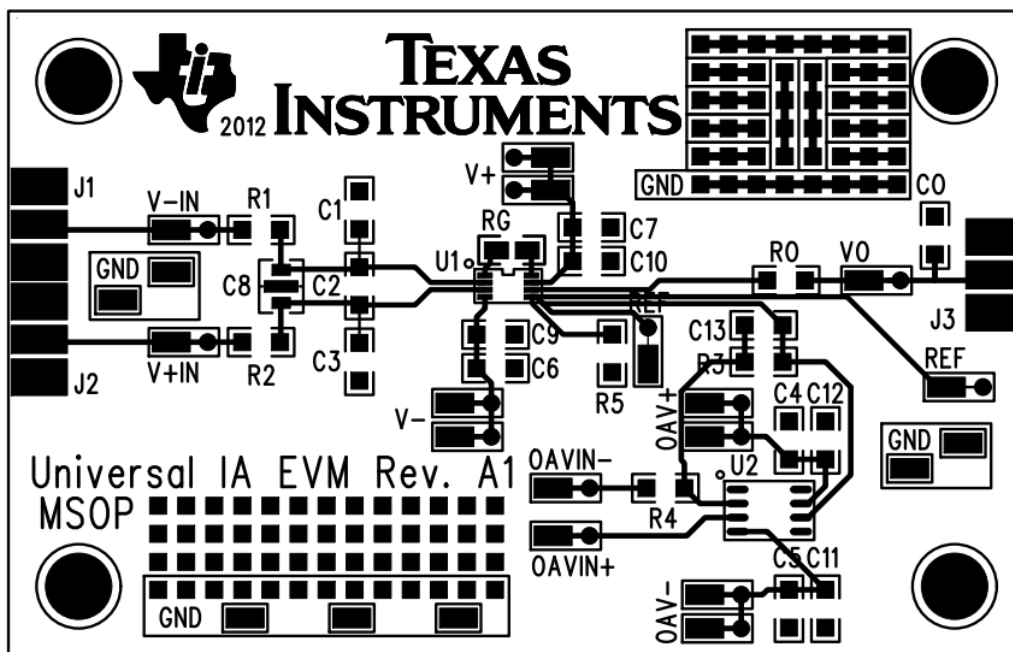 TEXAS
INSTRUMENTS
2012
V+
GND
C0
J1
V-IN
R1
C1
RG
C7
U1
C10
RO
VO
GND
C8
C2
J3
REF
C9
C13
V+IN
R2
C3
C6
R3
REF
J2
R5
C4 C12
V-
OAV+
GND
Universal IA EVM Rev. A1
OAVIN-
U2
MSOP
R4
OAVIN+
C5 C11
OAV-
GND